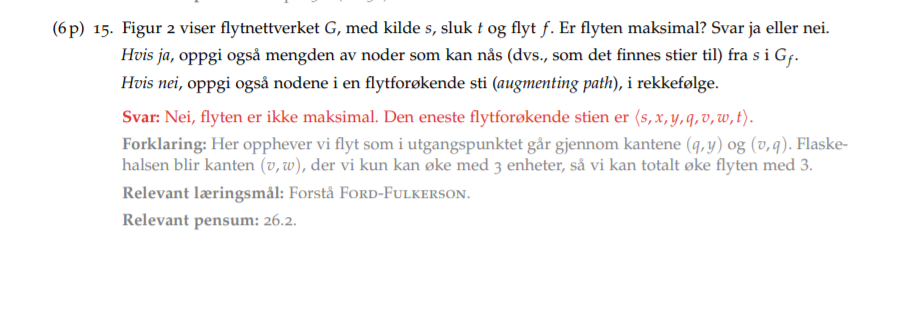 (6p) 15. Figur 2 viser flytnettverket G, med kilde s, sluk t og flyt f. Er flyten maksimal? Svar ja eller nei.
Hvis ja, oppgi også mengden av noder som kan nås (dvs., som det finnes stier til) fra s i G_f.
Hvis nei, oppgi også nodene i en flytforøkende sti (augmenting path), i rekkefølge.
Svar: Nei, flyten er ikke maksimal. Den eneste flytforøkende stien er ⟨s, x, y, q, v, w, t⟩.
Forklaring: Her opphever vi flyt som i utgangspunktet går gjennom kantene (q, y) og (v, q). Flaske-
halsen blir kanten (v, w), der vi kun kan øke med 3 enheter, så vi kan totalt øke flyten med 3.
Relevant læringsmål: Forstå FORD-FULKERSON.
Relevant pensum: 26.2.